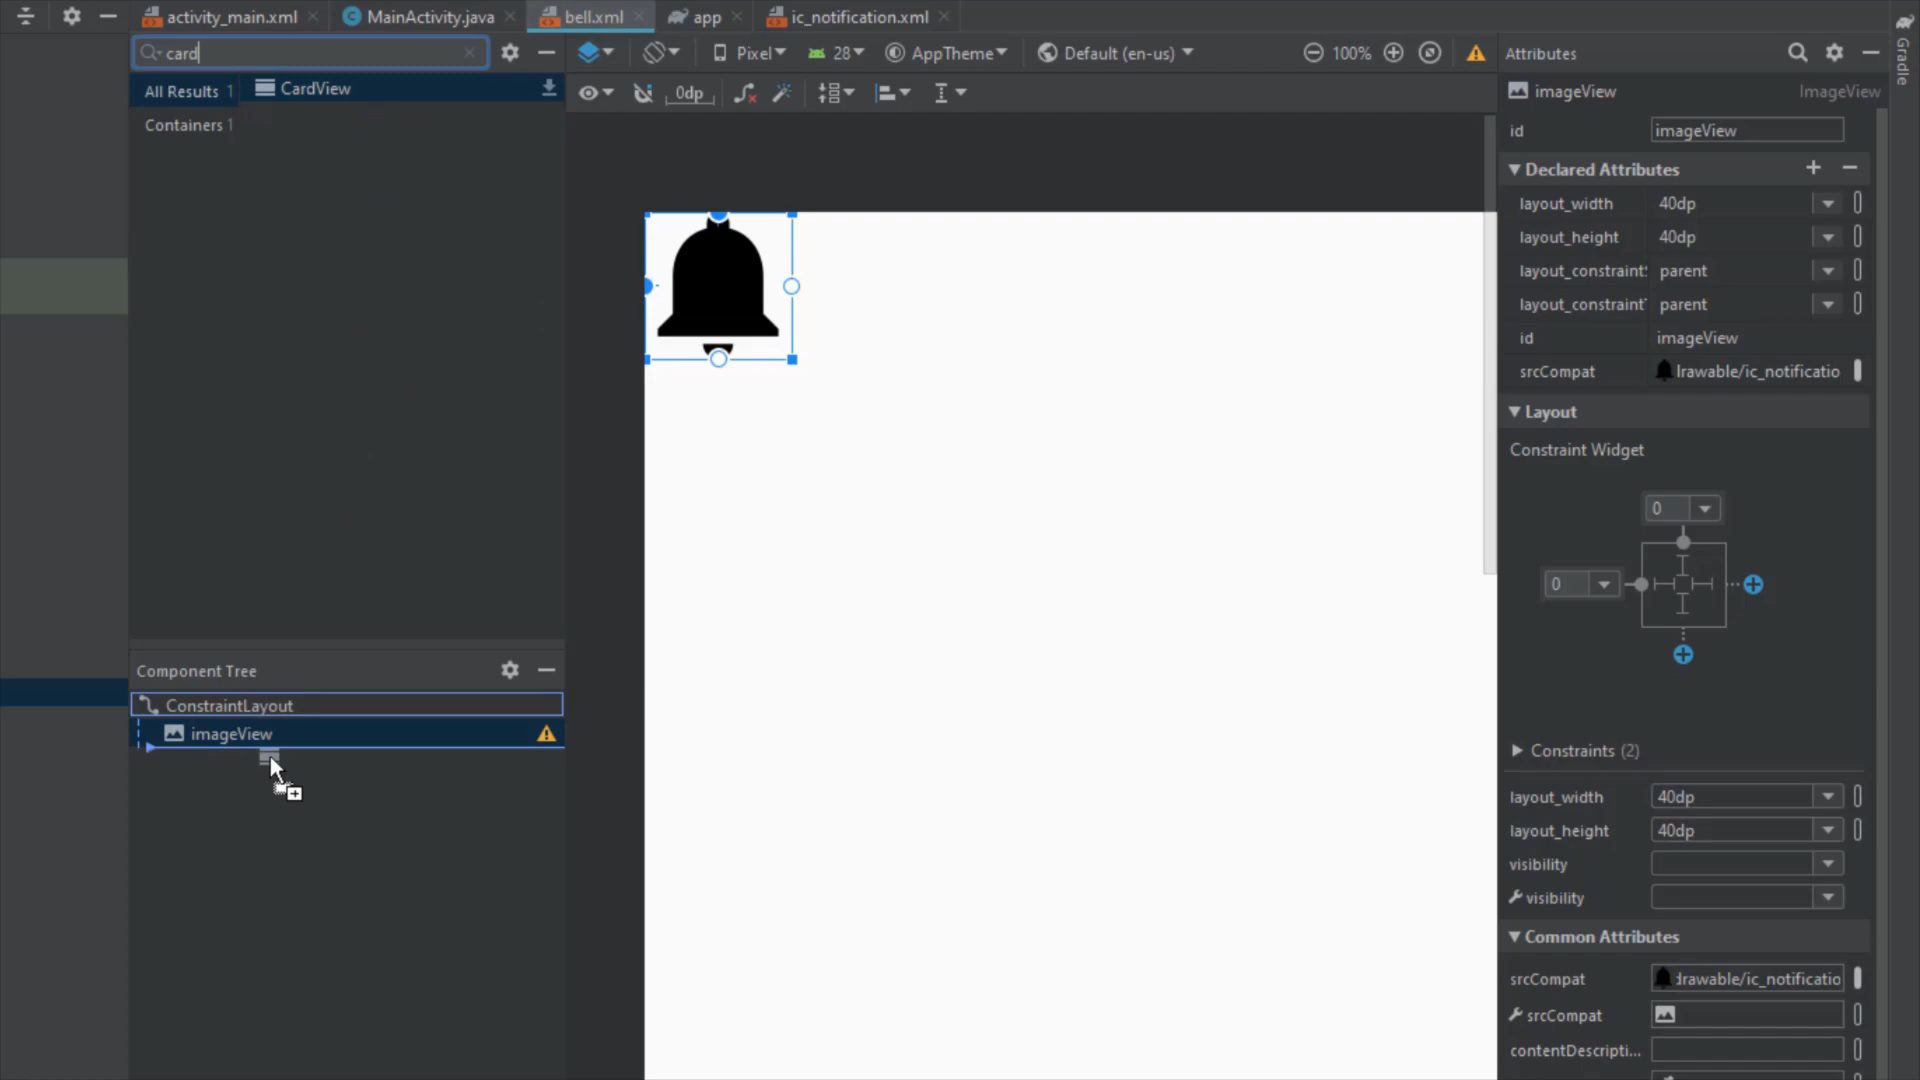 activity_main.xml
MainActivity.java
bell.xml
app
ic_notification.xml
card
Pixel
28
AppTheme
Default (en-us)
100%
Attributes
Gradle
All Results 1
CardView
0dp
imageView
ImageView
Containers 1
id
imageView
Declared Attributes
layout_width
40dp
layout_height
40dp
layout_constraint
parent
layout_constraint
parent
id
imageView
srcCompat
lrawable/ic_notificatio
Layout
Constraint Widget
0
0
Component Tree
ConstraintLayout
imageView
Constraints (2)
layout_width
40dp
layout_height
40dp
visibility
visibility
Common Attributes
srcCompat
drawable/ic_notificatio
srcCompat
contentDescripti...